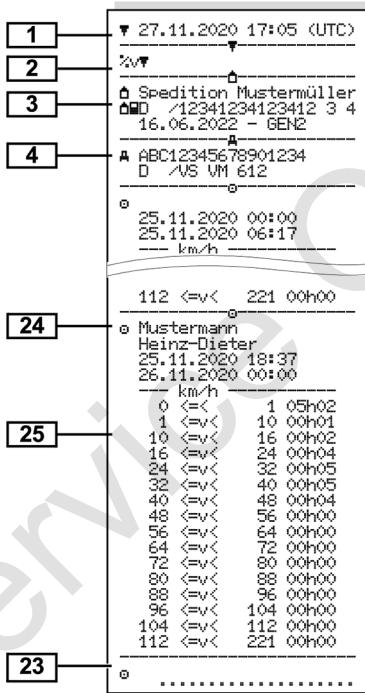 1
▼ 27.11.2020 17:05 (UTC)
2
%v▼
3
Spedition Mustermüller
D /12341234123412 3 4
16.06.2022 - GEN2
4
A ABC12345678901234
D /VS VM 612
25.11.2020 00:00
25.11.2020 06:17
--- km/h ---
112 <=v< 221 00h00
24
Mustermann
Heinz-Dieter
25.11.2020 18:37
26.11.2020 00:00
--- km/h ---
25
0 <=< 1 05h02
1 <=v< 10 00h01
10 <=v< 16 00h02
16 <=v< 24 00h04
24 <=v< 32 00h05
32 <=v< 40 00h05
40 <=v< 48 00h04
48 <=v< 56 00h00
56 <=v< 64 00h00
64 <=v< 72 00h00
72 <=v< 80 00h00
80 <=v< 88 00h00
88 <=v< 96 00h00
96 <=v< 104 00h00
104 <=v< 112 00h00
112 <=v< 221 00h00
23
....................
ervice